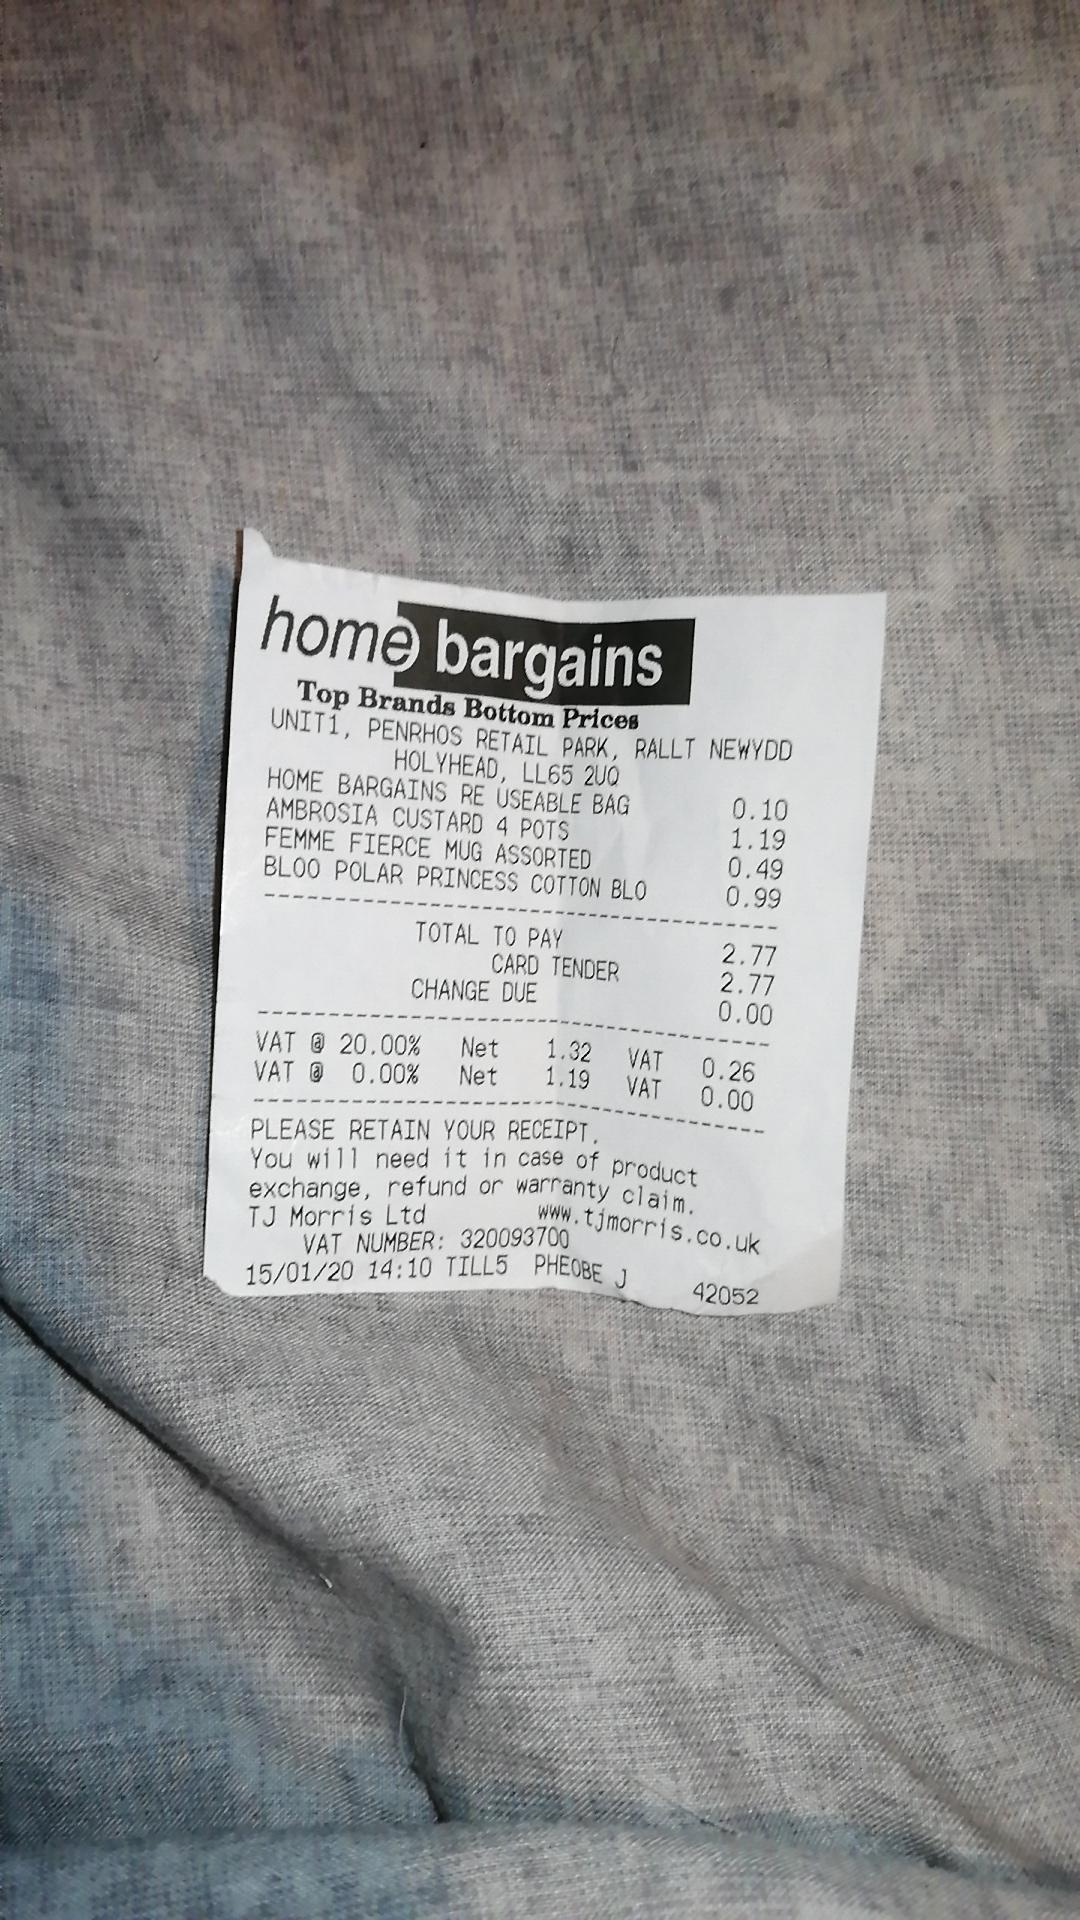 home bargains
Top Brands Bottom Prices
UNIT1, PENRHOS RETAIL PARK, RALLT NEWYDD
HOLYHEAD, LL65 2UQ
HOME BARGAINS RE USEABLE BAG 0.10
AMBROSIA CUSTARD 4 POTS 1.19
FEMME FIERCE MUG ASSORTED 0.49
BLOO POLAR PRINCESS COTTON BLO 0.99
TOTAL TO PAY 2.77
CARD TENDER 2.77
CHANGE DUE 0.00
VAT @ 20.00% Net 1.32 VAT 0.26
VAT @ 0.00% Net 1.19 VAT 0.00
PLEASE RETAIN YOUR RECEIPT.
You will need it in case of product
exchange, refund or warranty claim.
TJ Morris Ltd www.tjmorris.co.uk
VAT NUMBER: 320093700
15/01/20 14:10 TILL5 PHEOBE J 42052